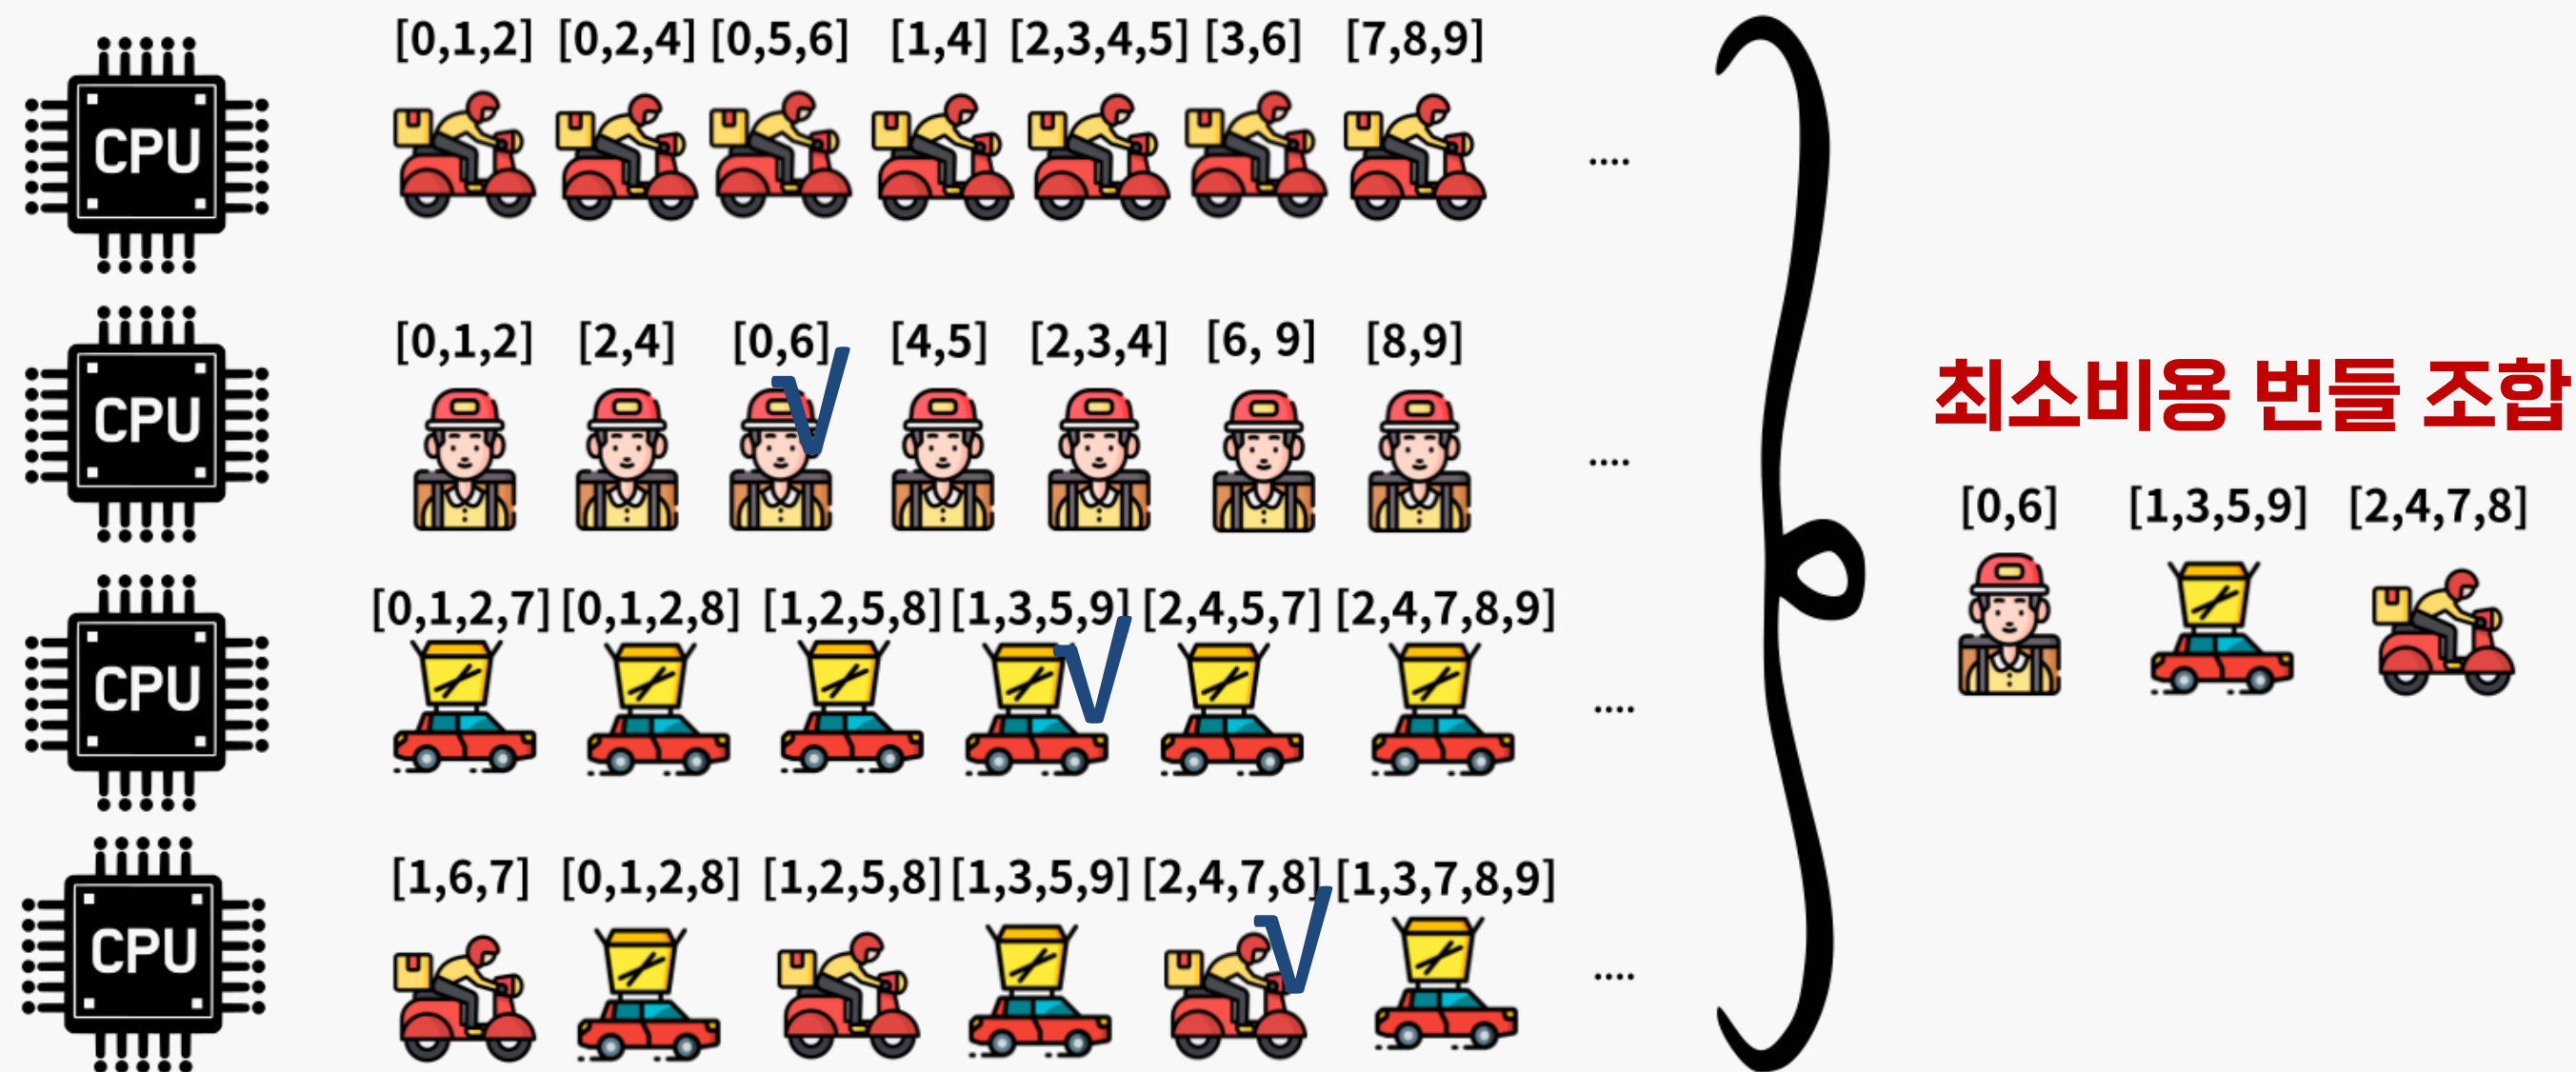 [0,1,2] [0,2,4] [0,5,6] [1,4] [2,3,4,5] [3,6] [7,8,9]
CPU
....
[0,1,2] [2,4] [0,6] [4,5] [2,3,4] [6, 9] [8,9]
CPU
....
[0,1,2,7] [0,1,2,8] [1,2,5,8] [1,3,5,9] [2,4,5,7] [2,4,7,8,9]
CPU
....
[1,6,7] [0,1,2,8] [1,2,5,8] [1,3,5,9] [2,4,7,8] [1,3,7,8,9]
CPU
....
최소비용 번들 조합
[0,6] [1,3,5,9] [2,4,7,8]